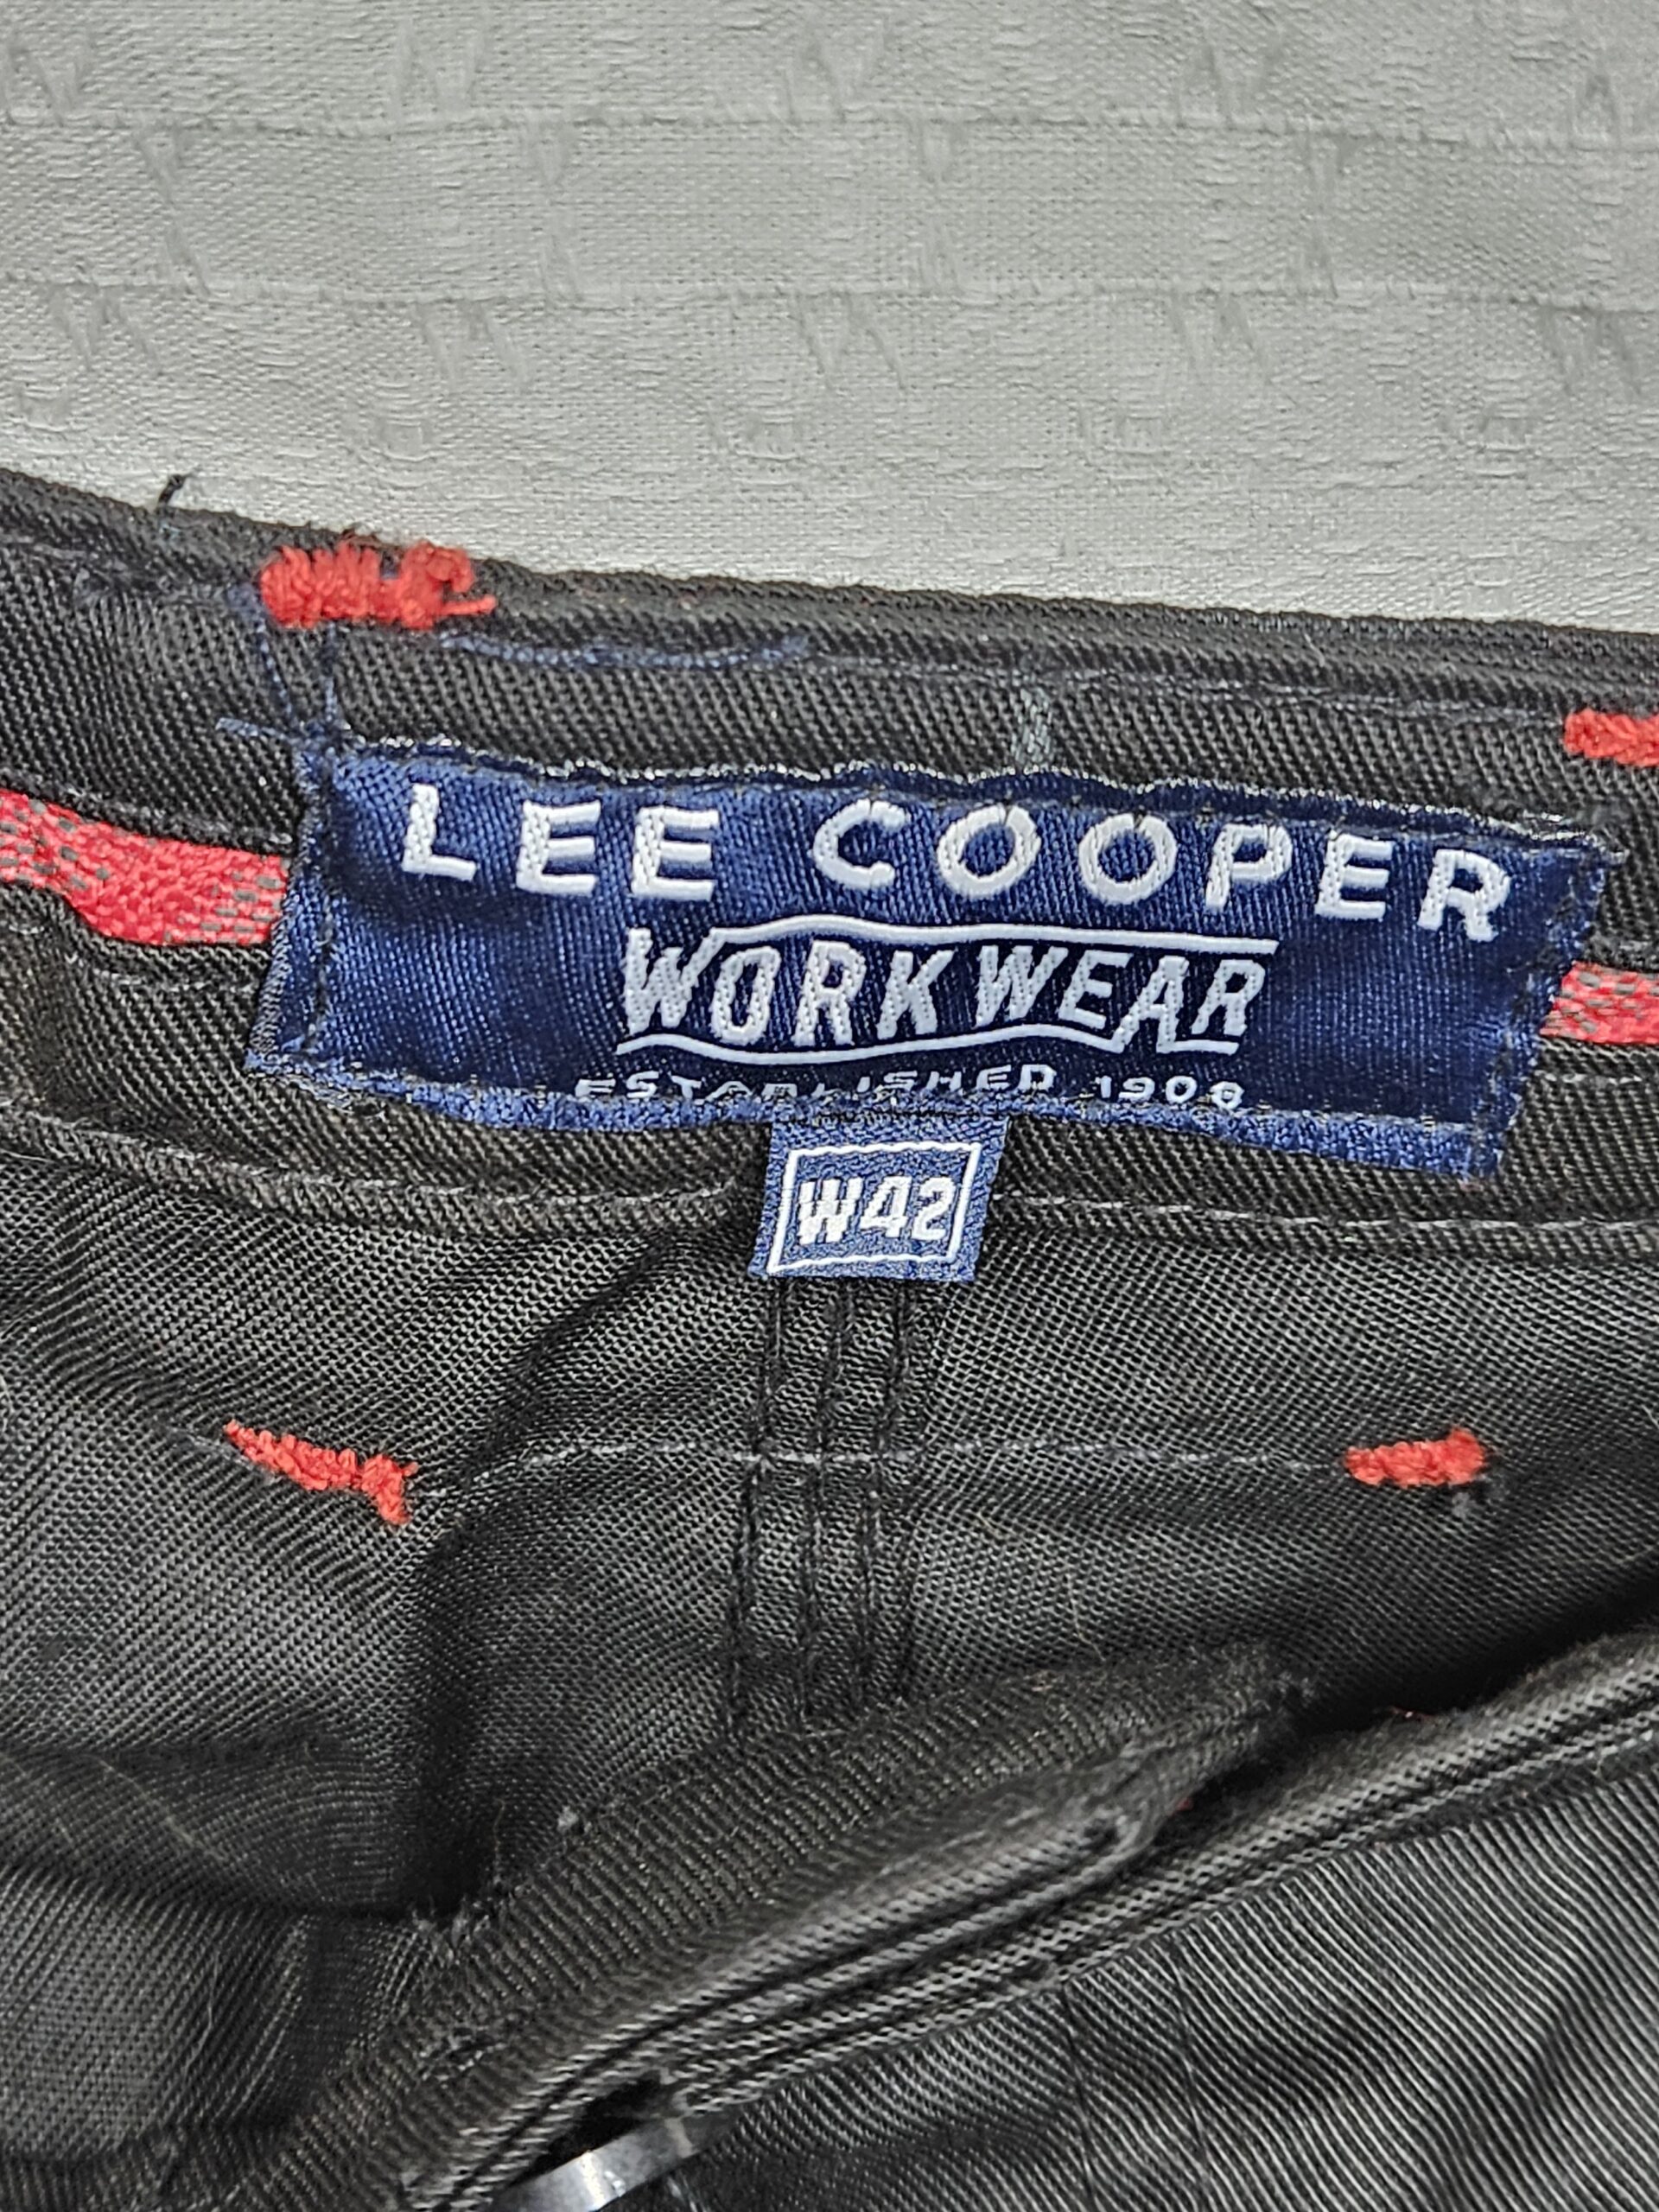 LEE COOPER
WORKWEAR
ESTABLISHED 1908
W42